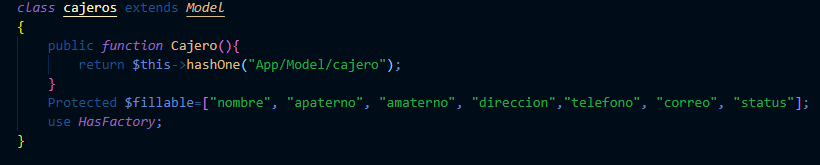 class cajeros extends Model
{
public function Cajero(){
return $this->hashOne("App/Model/cajero");
}
Protected $fillable=["nombre", "apaterno", "amaterno", "direccion","telefono", "correo", "status"];
use HasFactory;
}